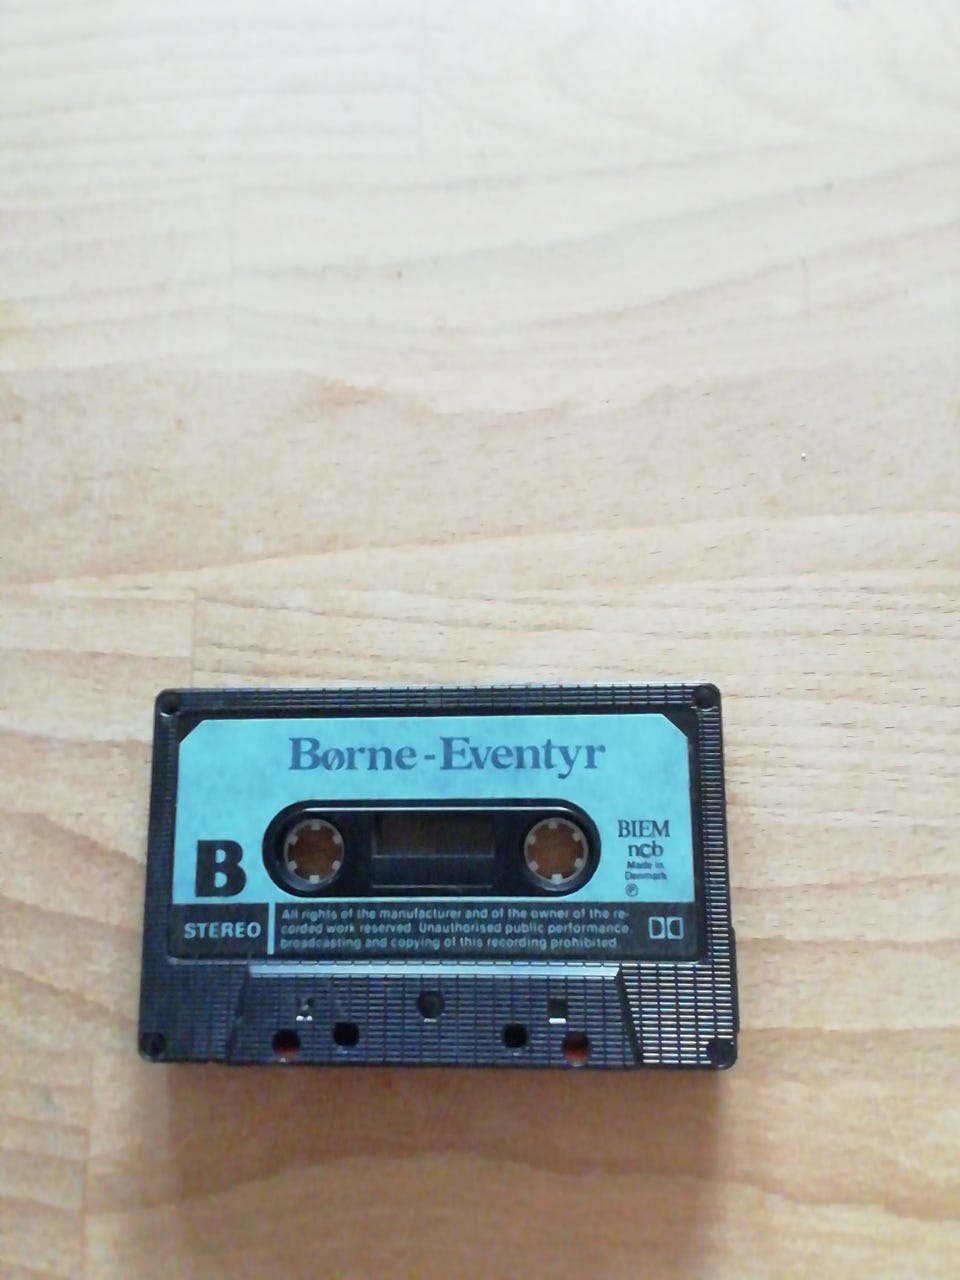 Børne-Eventyr
BIEM
ncb
Made in
Denmark
℗
B
STEREO
All rights of the manufacturer and of the owner of the re-
corded work reserved. Unauthorised public performance
broadcasting and copying of this recording prohibited.